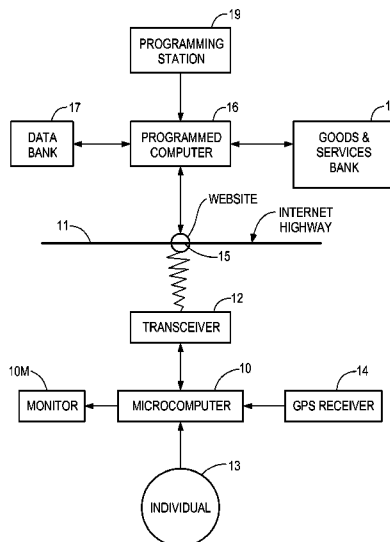 19
PROGRAMMING
STATION
17
16
DATA
BANK
PROGRAMMED
COMPUTER
GOODS &
SERVICES
BANK
WEBSITE
INTERNET
HIGHWAY
11
15
12
TRANSCEIVER
10M
10
14
MONITOR
MICROCOMPUTER
GPS RECEIVER
13
INDIVIDUAL